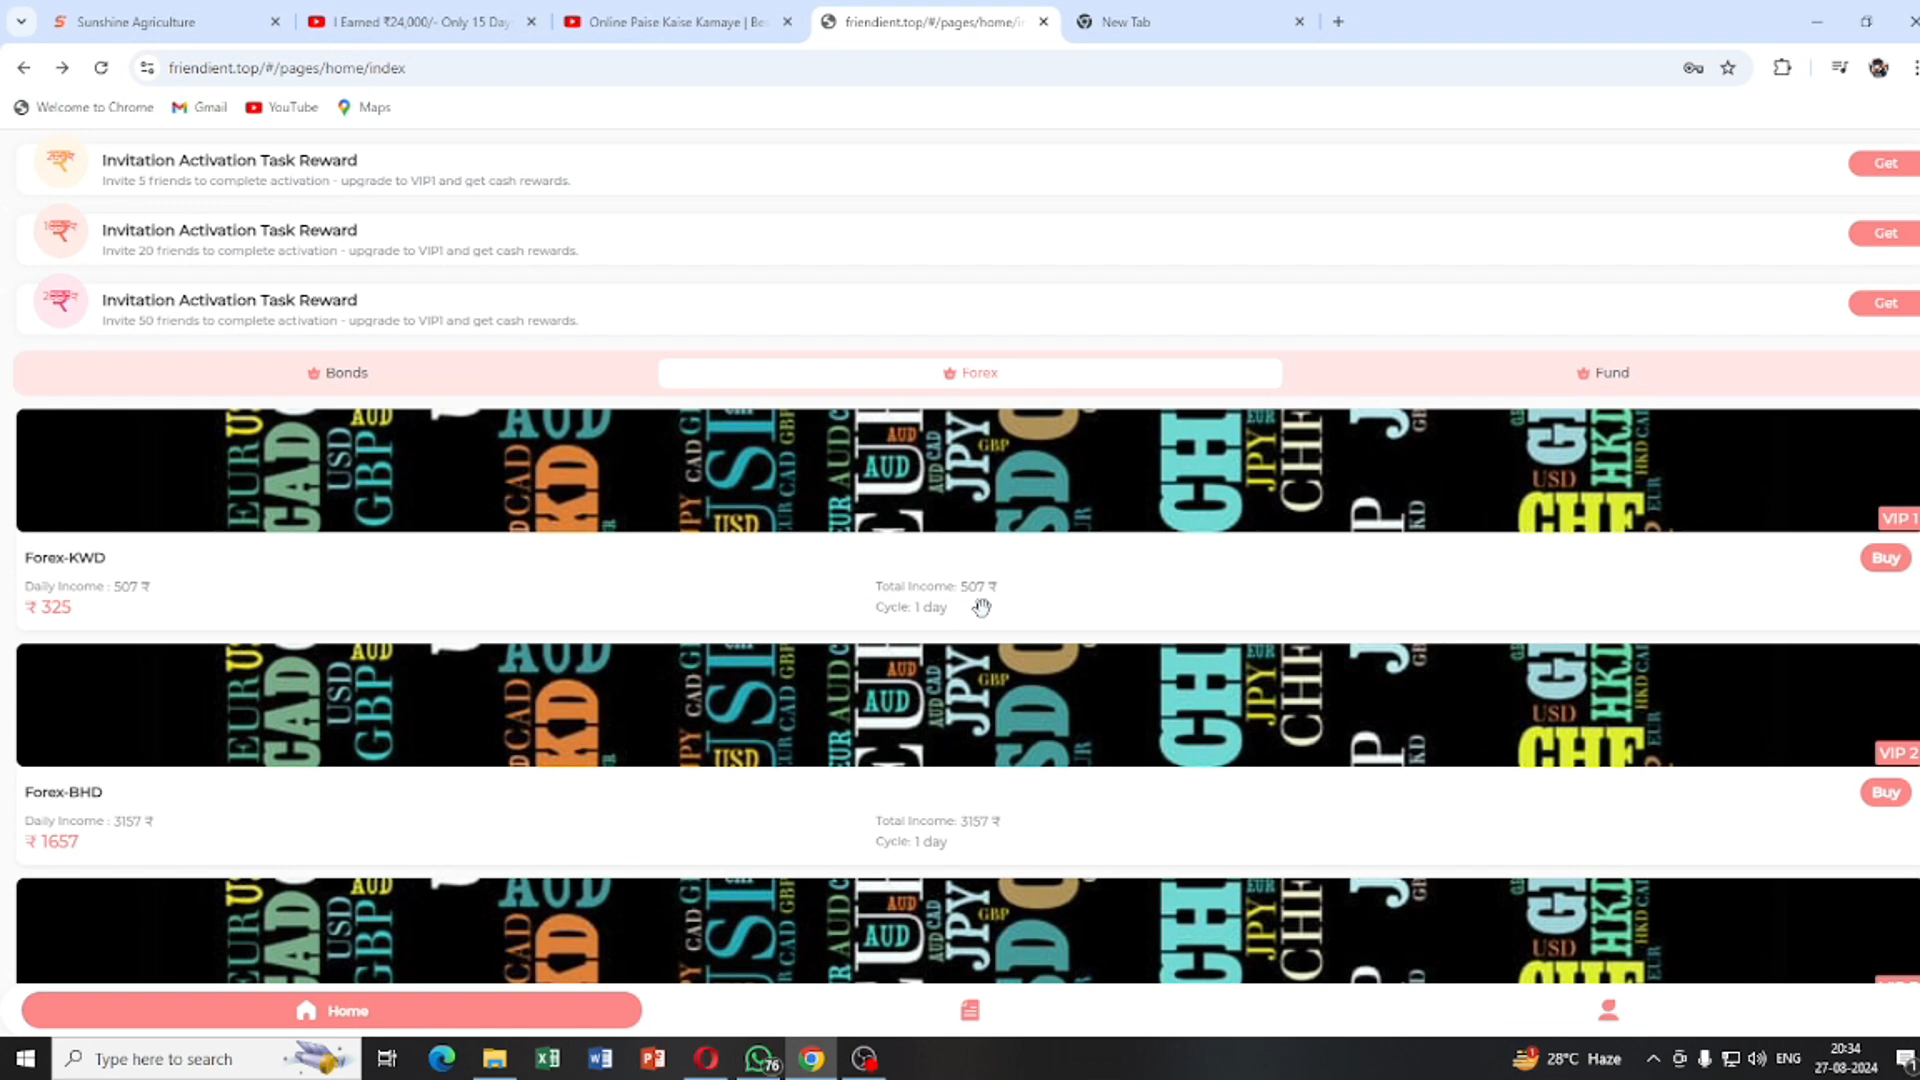 Sunshine Agriculture
I Earned ₹24,000/- Only 15 Day
Online Paise Kaise Kamaye | Be
friendient.top/#/pages/home/in
New Tab
friendient.top/#/pages/home/index
Welcome to Chrome
Gmail
YouTube
Maps
Invitation Activation Task Reward
Get
Invite 5 friends to complete activation - upgrade to VIP1 and get cash rewards.
Invitation Activation Task Reward
Get
Invite 20 friends to complete activation - upgrade to VIP1 and get cash rewards.
Invitation Activation Task Reward
Get
Invite 50 friends to complete activation - upgrade to VIP1 and get cash rewards.
Bonds
Forex
Fund
VIP 1
Forex-KWD
Buy
Daily Income : 507 ₹
Total Income: 507 ₹
₹ 325
Cycle: 1 day
VIP 2
Forex-BHD
Buy
Daily Income : 3157 ₹
Total Income: 3157 ₹
₹ 1657
Cycle: 1 day
Home
Type here to search
76
28°C Haze
ENG
20:34
27-08-2024